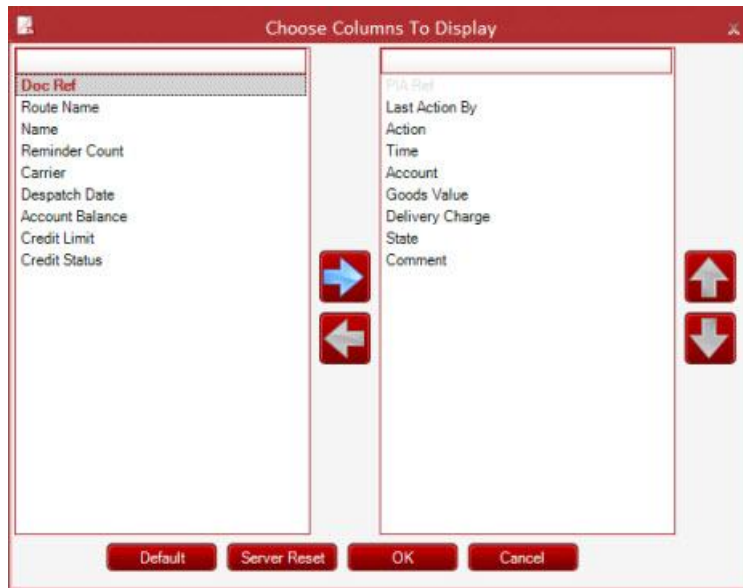 Choose Columns To Display
Doc Ref
Route Name
Name
Reminder Count
Carrier
Despatch Date
Account Balance
Credit Limit
Credit Status
PIA Ref
Last Action By
Action
Time
Account
Goods Value
Delivery Charge
State
Comment
Default
Server Reset
OK
Cancel